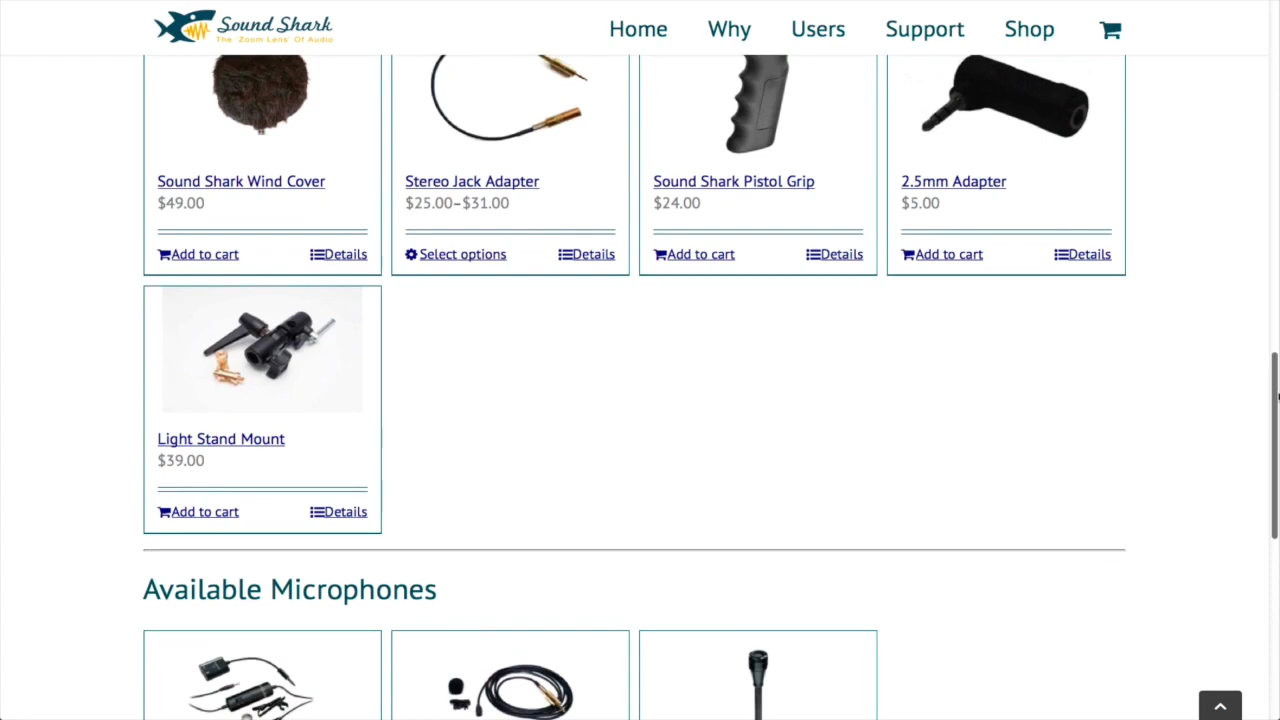 Sound Shark
The 'Zoom Lens' Of Audio
Home Why Users Support Shop
Sound Shark Wind Cover
$49.00
Add to cart Details
Stereo Jack Adapter
$25.00–$31.00
Select options Details
Sound Shark Pistol Grip
$24.00
Add to cart Details
2.5mm Adapter
$5.00
Add to cart Details
Light Stand Mount
$39.00
Add to cart Details
Available Microphones